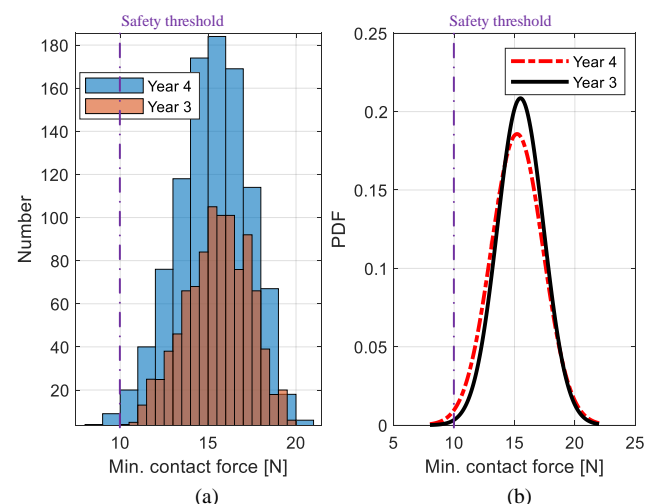 Safety threshold
180
160
140
120
100
80
60
40
20
Number
Year 4
Year 3
10
15
20
Min. contact force [N]
(a)
Safety threshold
0.25
0.2
0.15
0.1
0.05
0
PDF
Year 4
Year 3
5
10
15
20
25
Min. contact force [N]
(b)